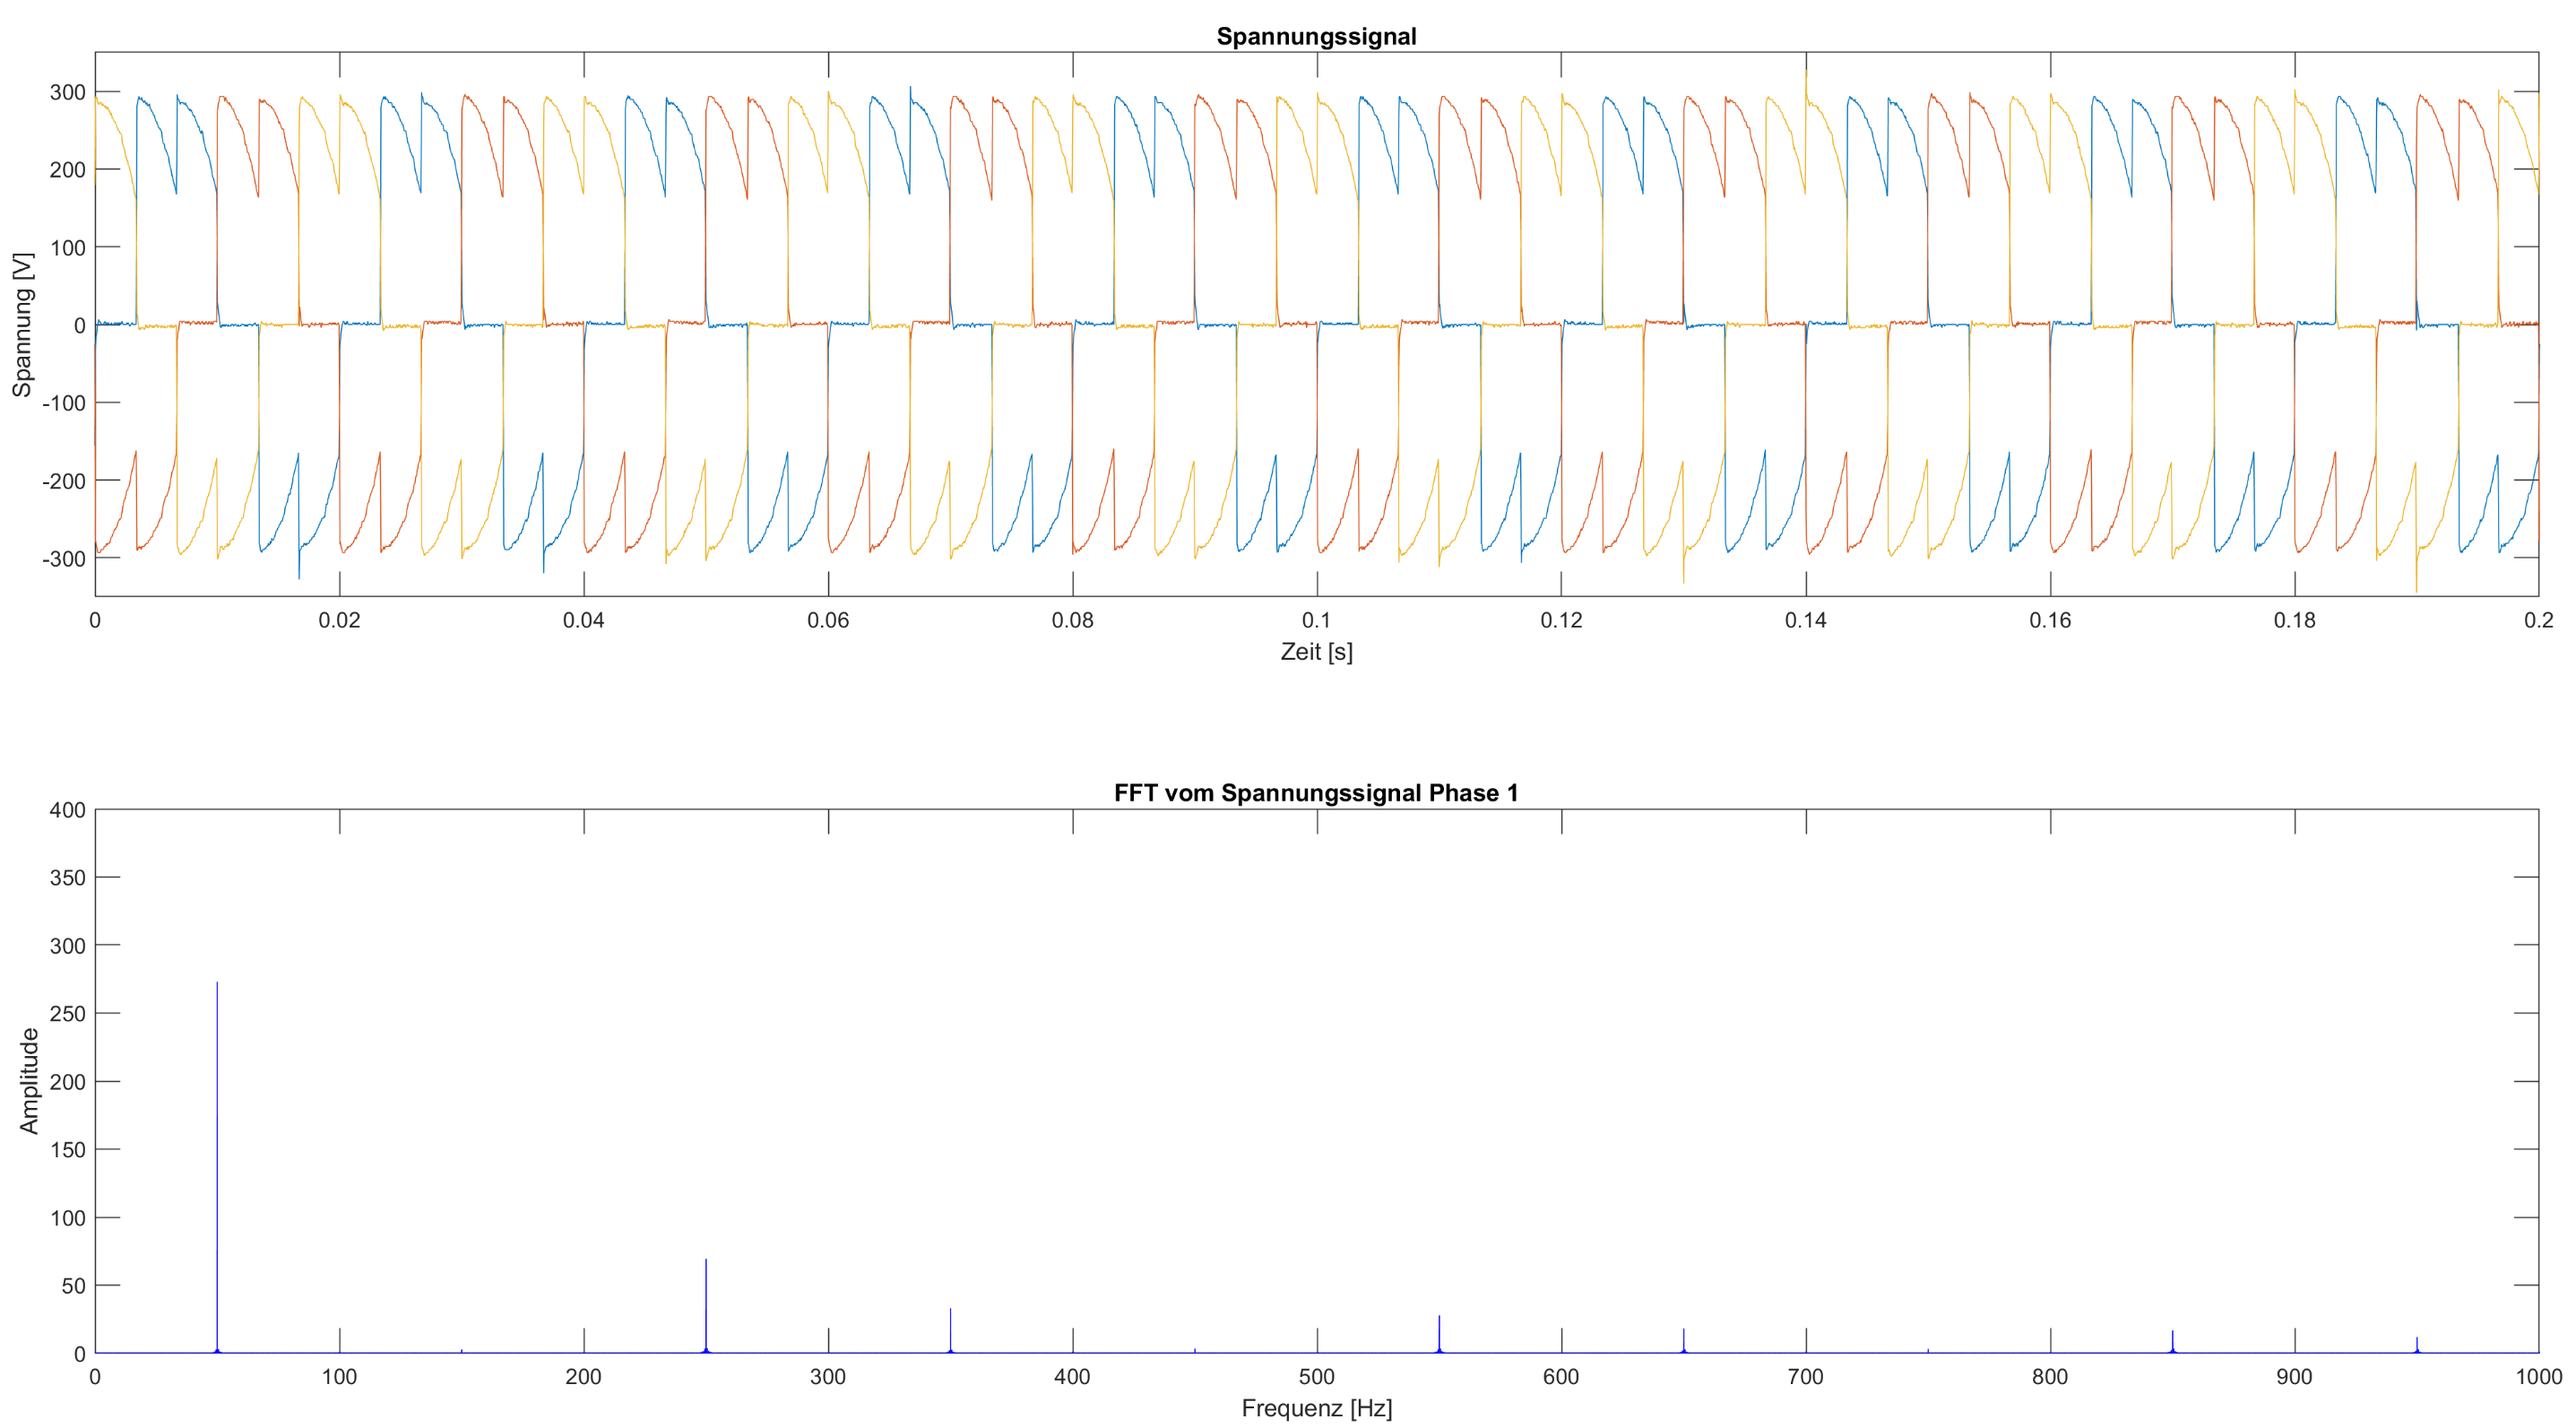 Spannungssignal
300
200
100
0
-100
-200
-300
Spannung [V]
0 0.02 0.04 0.06 0.08 0.1 0.12 0.14 0.16 0.18 0.2
Zeit [s]
FFT vom Spannungssignal Phase 1
400
350
300
250
200
150
100
50
0
Amplitude
0 100 200 300 400 500 600 700 800 900 1000
Frequenz [Hz]